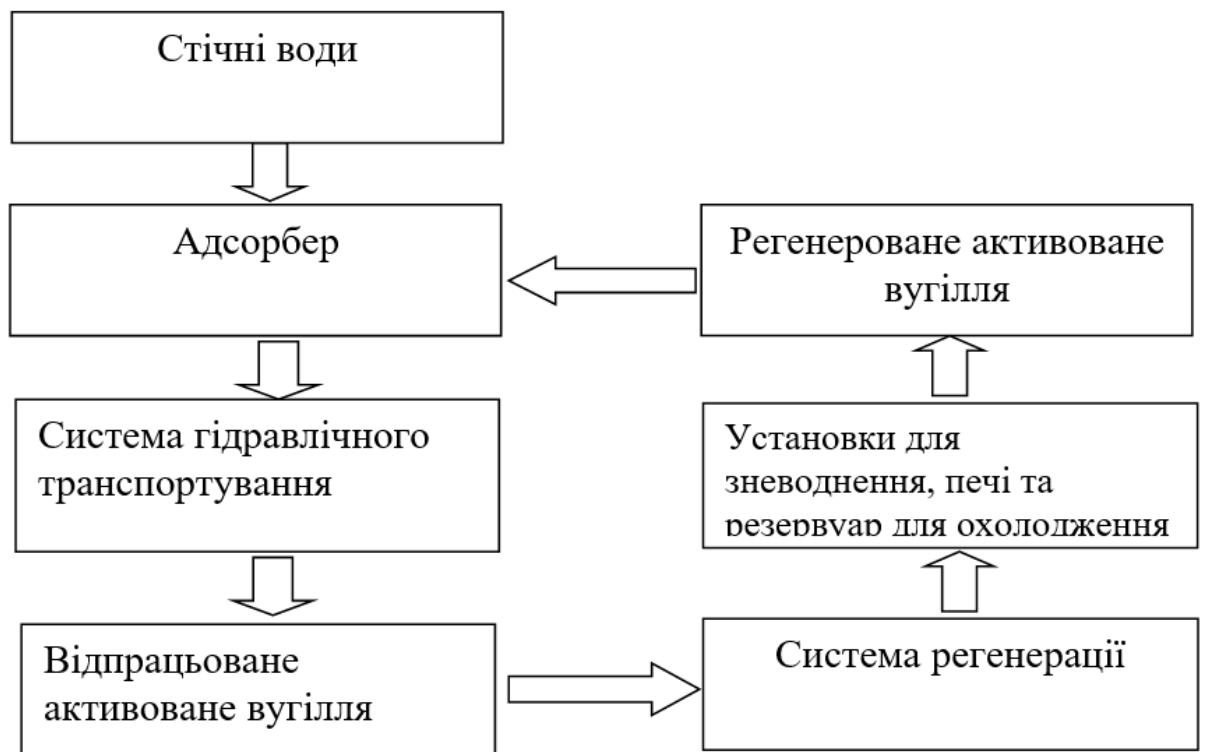 Стічні води
Адсорбер
Регенероване активоване
вугілля
Система гідравлічного
транспортування
Установки для
зневоднення, печі та
резервуар для охолодження
Відпрацьоване
активоване вугілля
Система регенерації